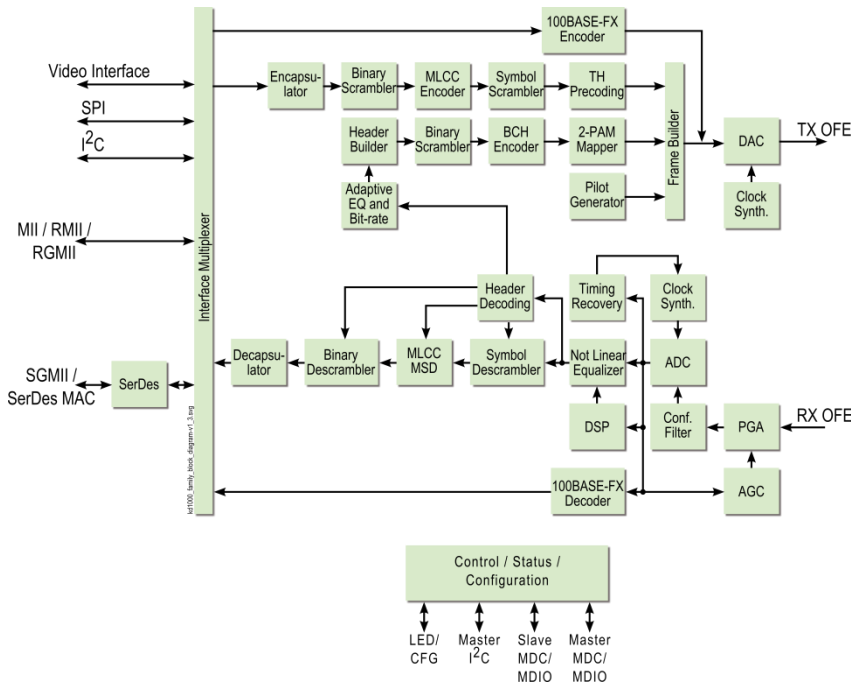 100BASE-FX
Encoder
Video Interface
SPI
I2C
MII / RMII /
RGMII
SGMII /
SerDes MAC
SerDes
Interface Multiplexer
kd1000_family_block_diagram-v1_3.svg
Encapsu-
lator
Binary
Scrambler
MLCC
Encoder
Symbol
Scrambler
TH
Precoding
Header
Builder
Binary
Scrambler
BCH
Encoder
2-PAM
Mapper
Adaptive
EQ and
Bit-rate
Pilot
Generator
Frame Builder
DAC
TX OFE
Clock
Synth.
Header
Decoding
Timing
Recovery
Clock
Synth.
Decapsu-
lator
Binary
Descrambler
MLCC
MSD
Symbol
Descrambler
Not Linear
Equalizer
ADC
DSP
Conf.
Filter
PGA
RX OFE
100BASE-FX
Decoder
AGC
Control / Status /
Configuration
LED/
CFG
Master
I2C
Slave
MDC/
MDIO
Master
MDC/
MDIO